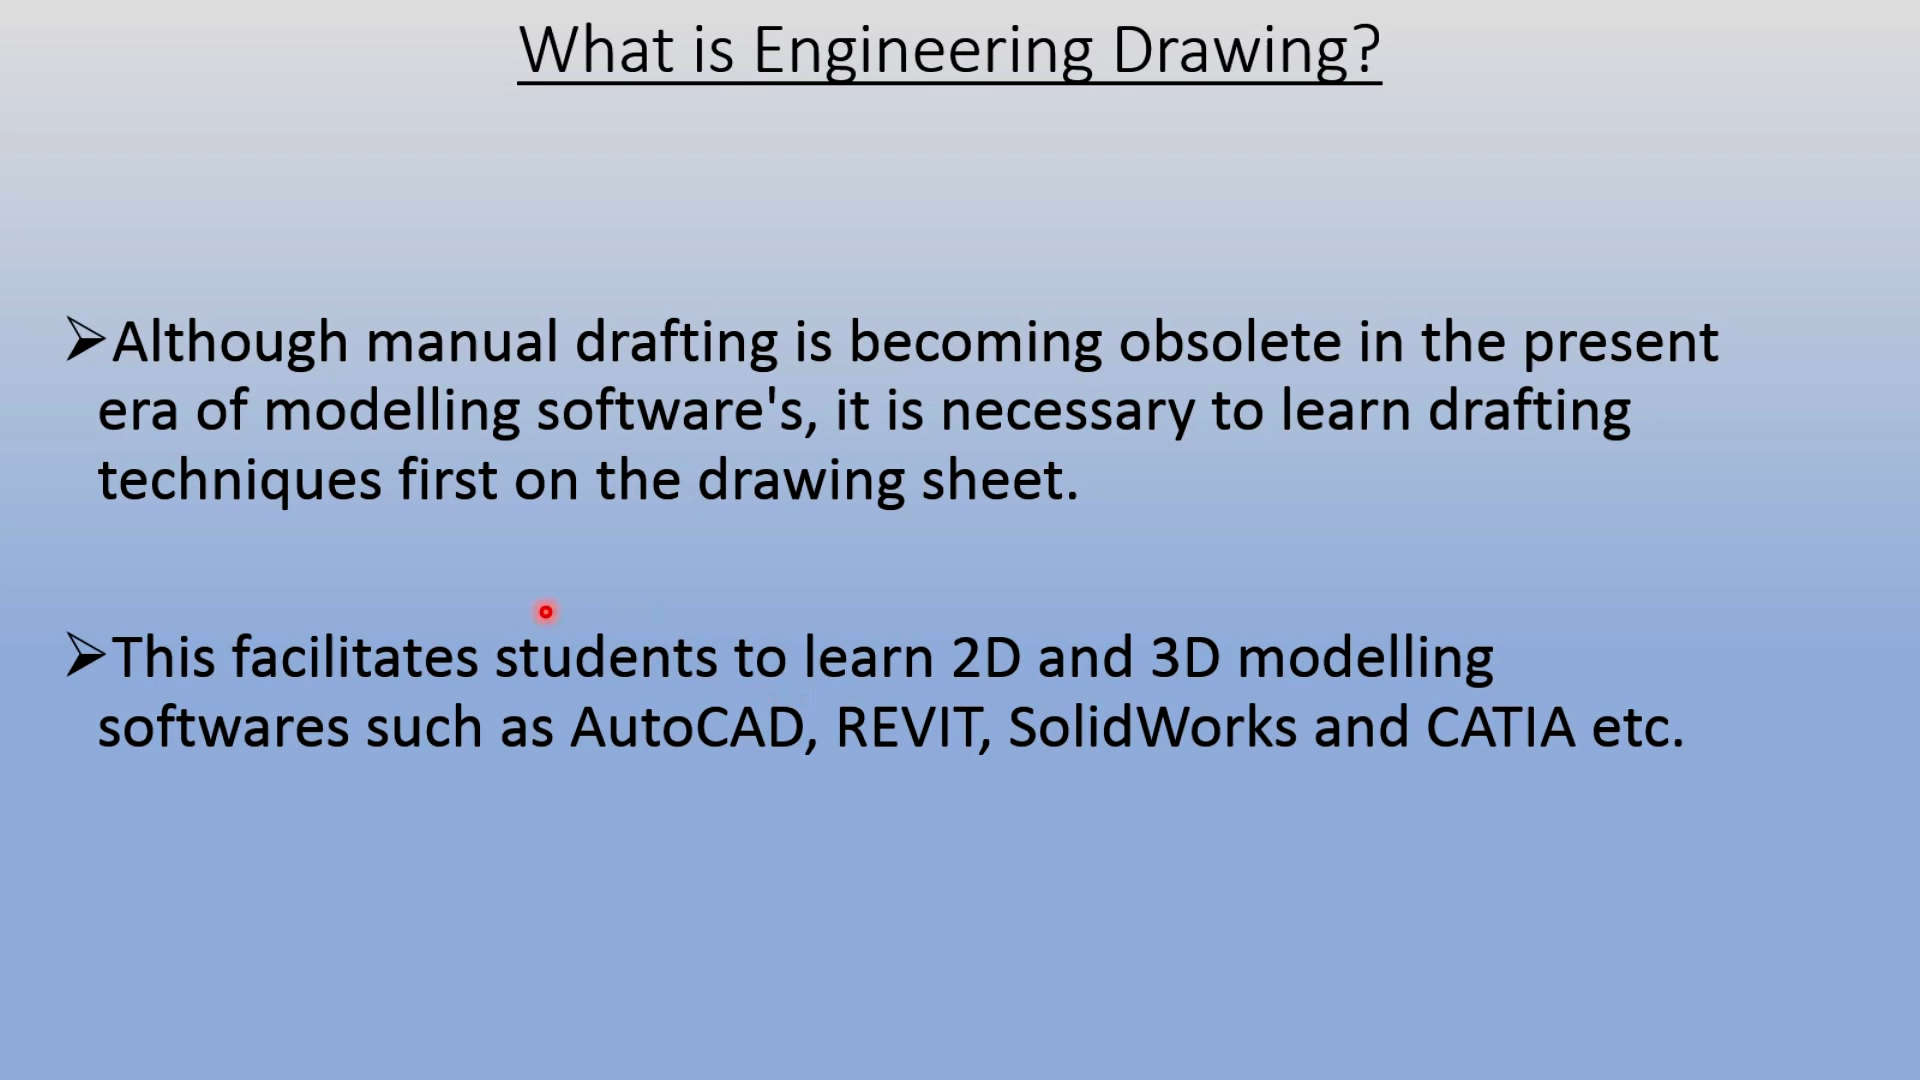 What is Engineering Drawing?
➢Although manual drafting is becoming obsolete in the present
era of modelling software's, it is necessary to learn drafting
techniques first on the drawing sheet.
➢This facilitates students to learn 2D and 3D modelling
softwares such as AutoCAD, REVIT, SolidWorks and CATIA etc.